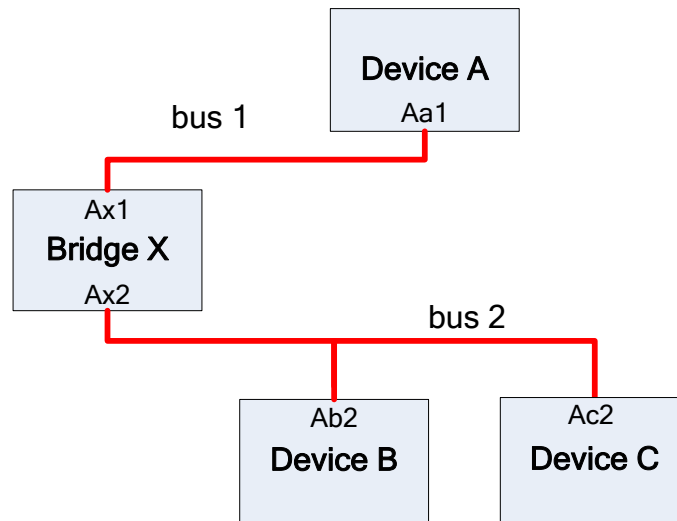 Device A
Aa1
bus 1
Ax1
Bridge X
Ax2
bus 2
Ab2
Device B
Ac2
Device C